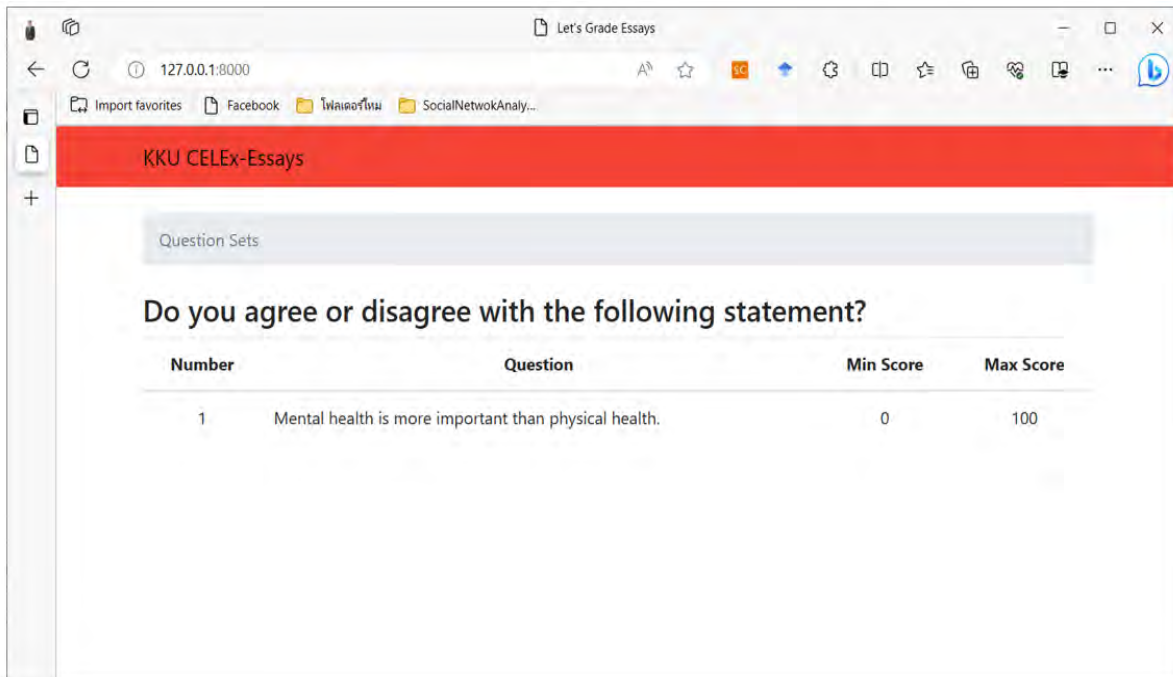 Let's Grade Essays
127.0.0.1:8000
SC
Import favorites Facebook โฟลเดอร์ใหม่ SocialNetwokAnaly...
KKU CELEx-Essays
Question Sets
Do you agree or disagree with the following statement?
Number Question Min Score Max Score
1 Mental health is more important than physical health. 0 100